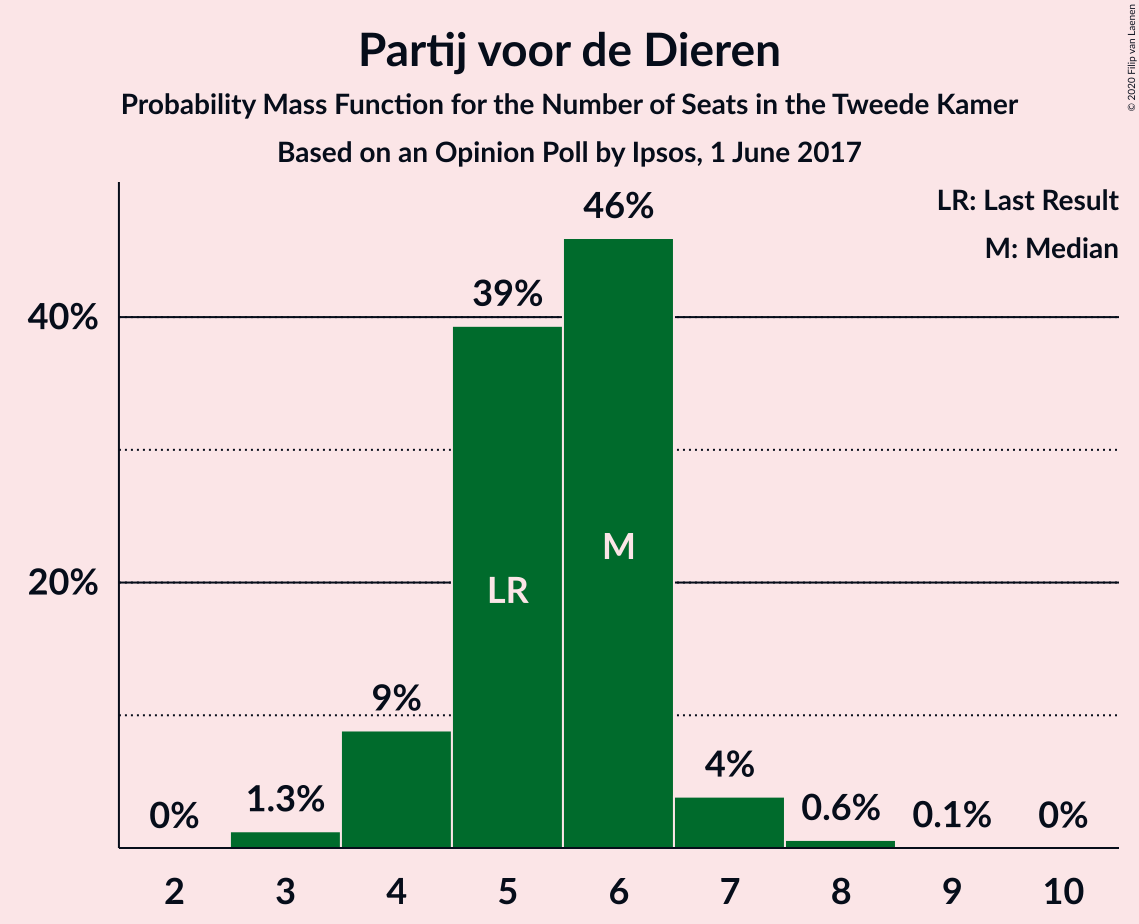 Partij voor de Dieren
Probability Mass Function for the Number of Seats in the Tweede Kamer
Based on an Opinion Poll by Ipsos, 1 June 2017
© 2020 Filip van Laenen
LR: Last Result
M: Median
40%
20%
0%
1.3%
9%
39%
46%
4%
0.6%
0.1%
0%
LR
M
2 3 4 5 6 7 8 9 10